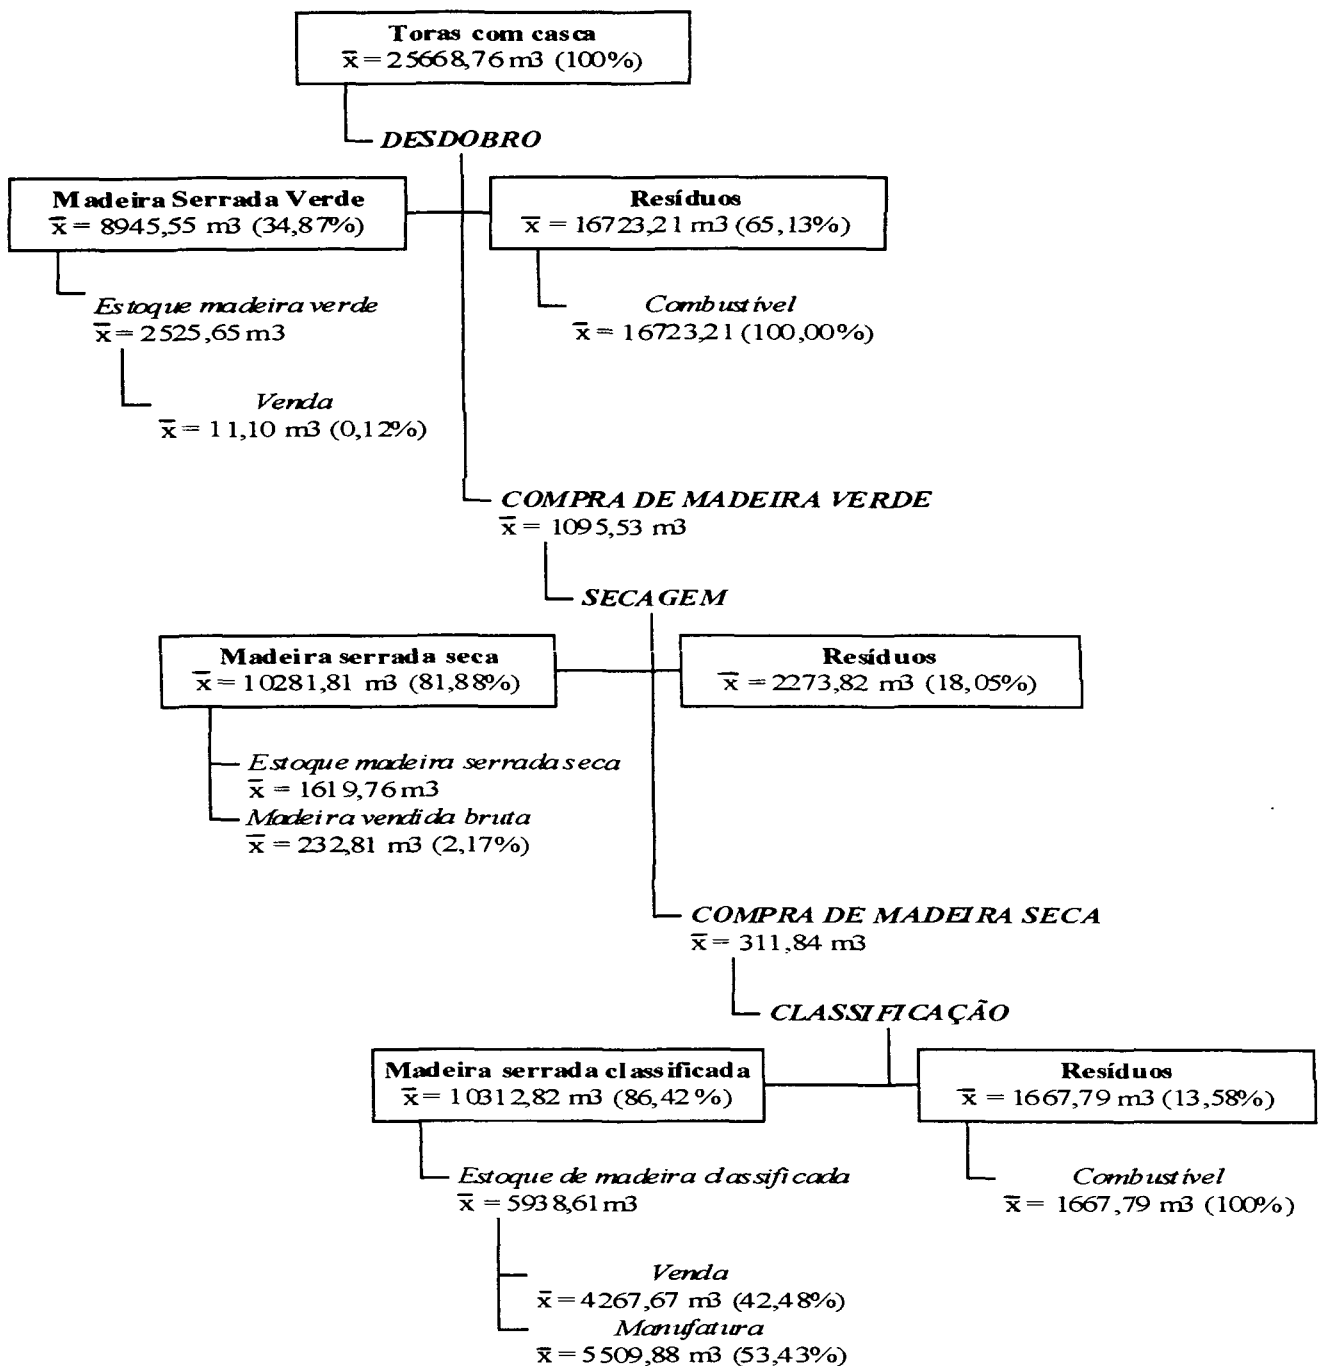 Toras com casca
x̄ = 25668,76 m3 (100%)
DESDOBRO
Madeira Serrada Verde
x̄ = 8945,55 m3 (34,87%)
Resíduos
x̄ = 16723,21 m3 (65,13%)
Estoque madeira verde
x̄ = 2525,65 m3
Combustível
x̄ = 16723,21 (100,00%)
Venda
x̄ = 11,10 m3 (0,12%)
COMPRA DE MADEIRA VERDE
x̄ = 1095,53 m3
SECAGEM
Madeira serrada seca
x̄ = 10281,81 m3 (81,88%)
Resíduos
x̄ = 2273,82 m3 (18,05%)
Estoque madeira serrada seca
x̄ = 1619,76 m3
Madeira vendida bruta
x̄ = 232,81 m3 (2,17%)
COMPRA DE MADEIRA SECA
x̄ = 311,84 m3
CLASSIFICAÇÃO
Madeira serrada classificada
x̄ = 10312,82 m3 (86,42%)
Resíduos
x̄ = 1667,79 m3 (13,58%)
Estoque de madeira classificada
x̄ = 5938,61 m3
Combustível
x̄ = 1667,79 m3 (100%)
Venda
x̄ = 4267,67 m3 (42,48%)
Manufatura
x̄ = 5509,88 m3 (53,43%)